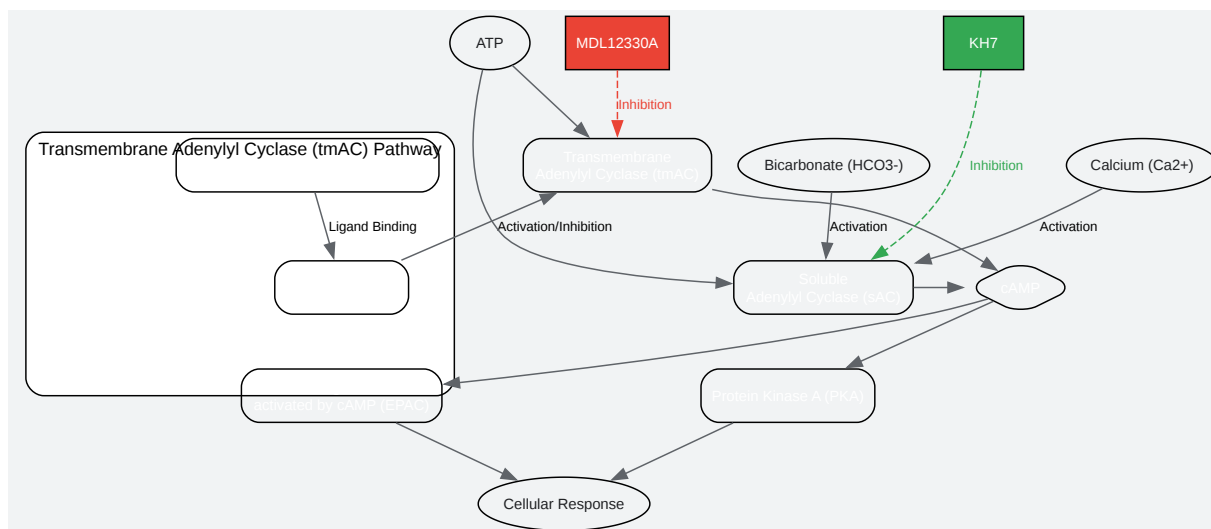 ATP
MDL12330A
KH7
Inhibition
Transmembrane Adenylyl Cyclase (tmAC) Pathway
Transmembrane
Adenylyl Cyclase (tmAC)
Bicarbonate (HCO3-)
Inhibition
Calcium (Ca2+)
Ligand Binding
Activation/Inhibition
Activation
Activation
Soluble
Adenylyl Cyclase (sAC)
cAMP
activated by cAMP (EPAC)
Protein Kinase A (PKA)
Cellular Response